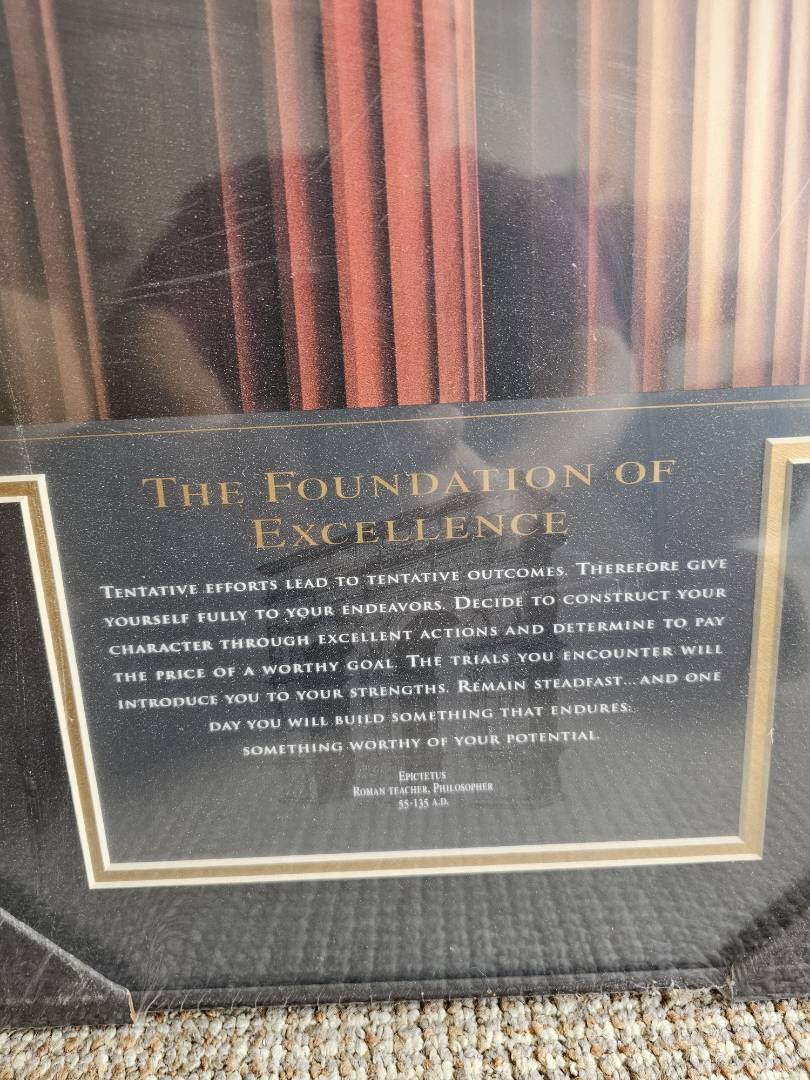 THE FOUNDATION OF
EXCELLENCE
TENTATIVE EFFORTS LEAD TO TENTATIVE OUTCOMES. THEREFORE GIVE
YOURSELF FULLY TO YOUR ENDEAVORS. DECIDE TO CONSTRUCT YOUR
CHARACTER THROUGH EXCELLENT ACTIONS AND DETERMINE TO PAY
THE PRICE OF A WORTHY GOAL. THE TRIALS YOU ENCOUNTER WILL
INTRODUCE YOU TO YOUR STRENGTHS. REMAIN STEADFAST...AND ONE
DAY YOU WILL BUILD SOMETHING THAT ENDURES:
SOMETHING WORTHY OF YOUR POTENTIAL.
EPICTETUS
ROMAN TEACHER, PHILOSOPHER
55-135 A.D.